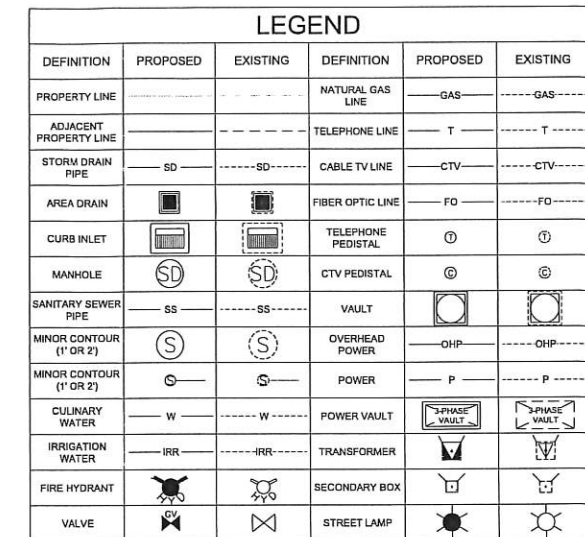 LEGEND
DEFINITION PROPOSED EXISTING DEFINITION PROPOSED EXISTING
PROPERTY LINE
NATURAL GAS
LINE
GAS GAS
ADJACENT
PROPERTY LINE
TELEPHONE LINE T T
STORM DRAIN
PIPE
SD SD
CABLE TV LINE CTV CTV
AREA DRAIN
FIBER OPTIC LINE FO FO
CURB INLET
TELEPHONE
PEDISTAL
T T
MANHOLE SD SD
CTV PEDISTAL C C
SANITARY SEWER
PIPE
SS SS
VAULT
MINOR CONTOUR
(1' OR 2')
S S
OVERHEAD
POWER
OHP OHP
MINOR CONTOUR
(1' OR 2')
S S
POWER P P
CULINARY
WATER
W W
POWER VAULT
3-PHASE
VAULT
3-PHASE
VAULT
IRRIGATION
WATER
IRR IRR
TRANSFORMER
FIRE HYDRANT
SECONDARY BOX
VALVE GV
STREET LAMP